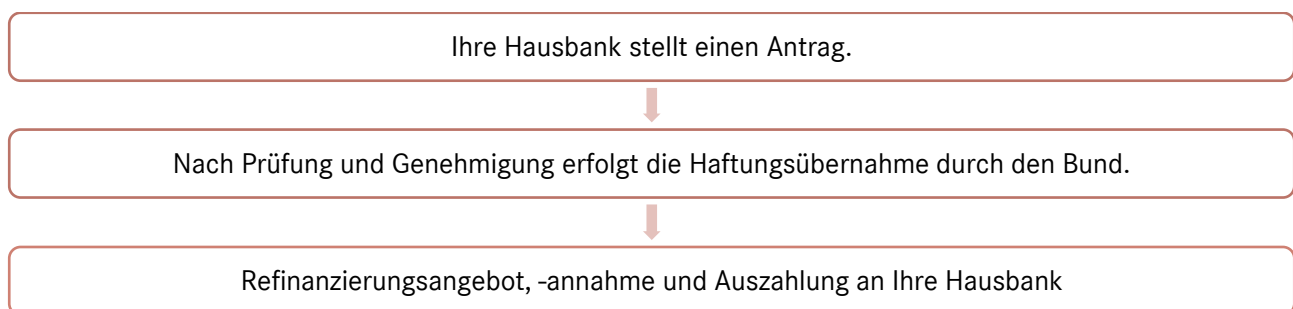 Ihre Hausbank stellt einen Antrag.
Nach Prüfung und Genehmigung erfolgt die Haftungsübernahme durch den Bund.
Refinanzierungsangebot, -annahme und Auszahlung an Ihre Hausbank